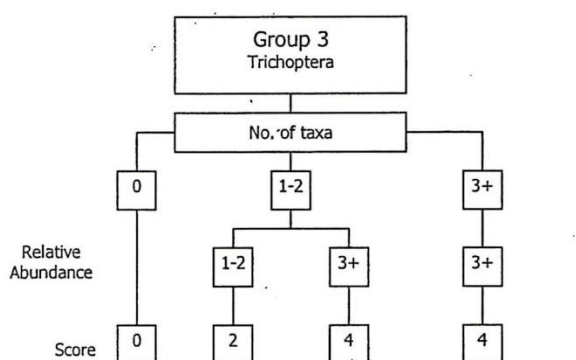 Group 3
Trichoptera
No. of taxa
0 1-2 3+
Relative
Abundance
1-2 3+ 3+
Score
0 2 4 4